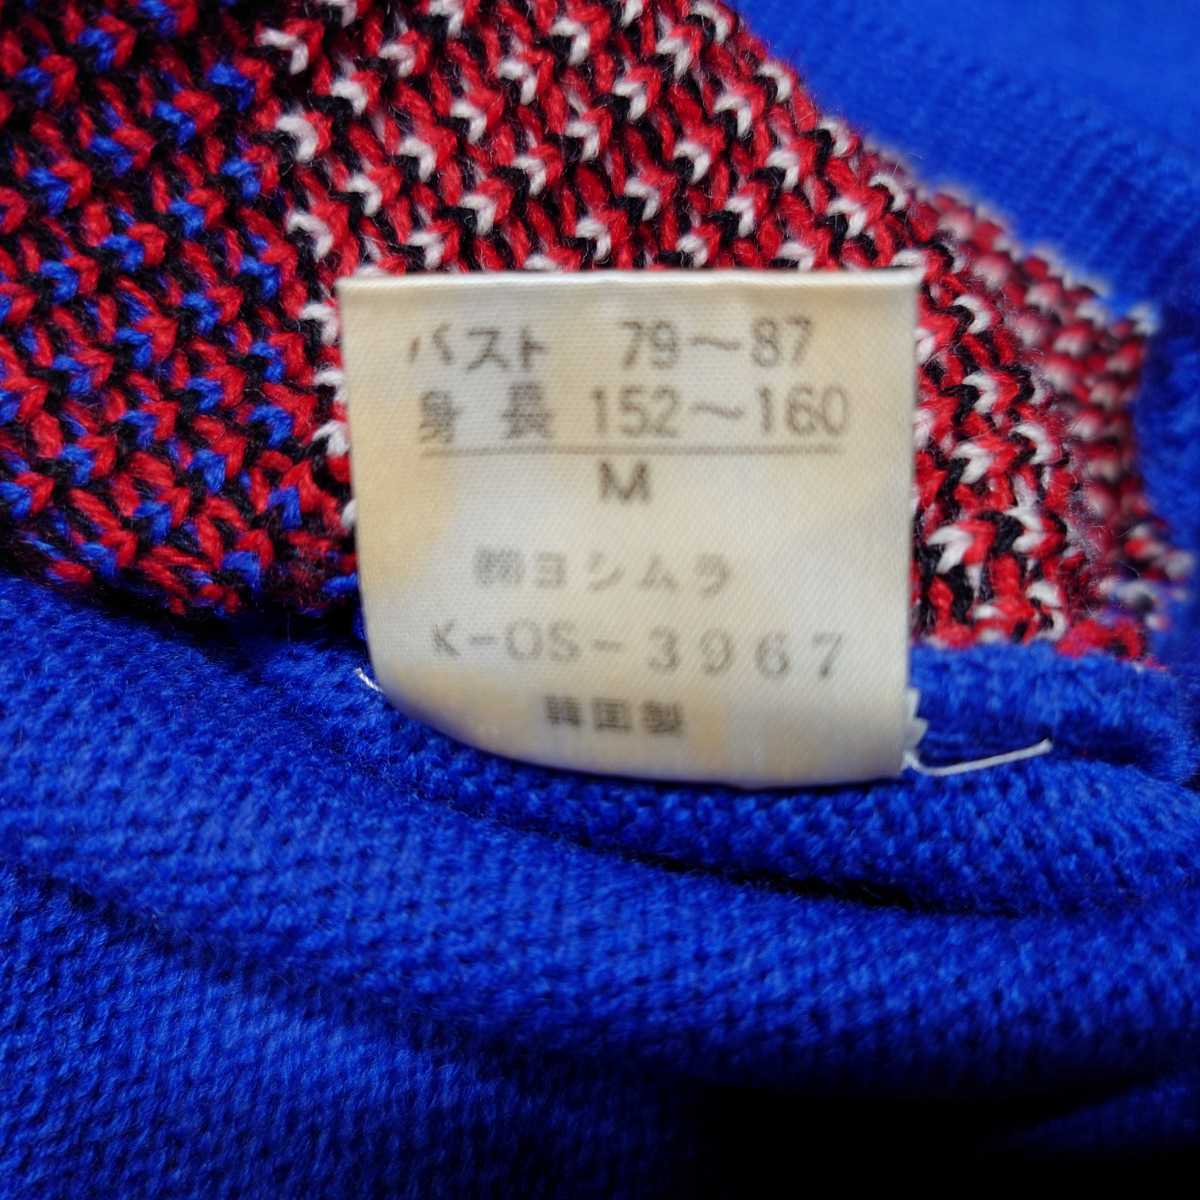 バスト 79〜87
身長 152〜160
M
㈱ヨシムラ
K-OS-3967
韓国製